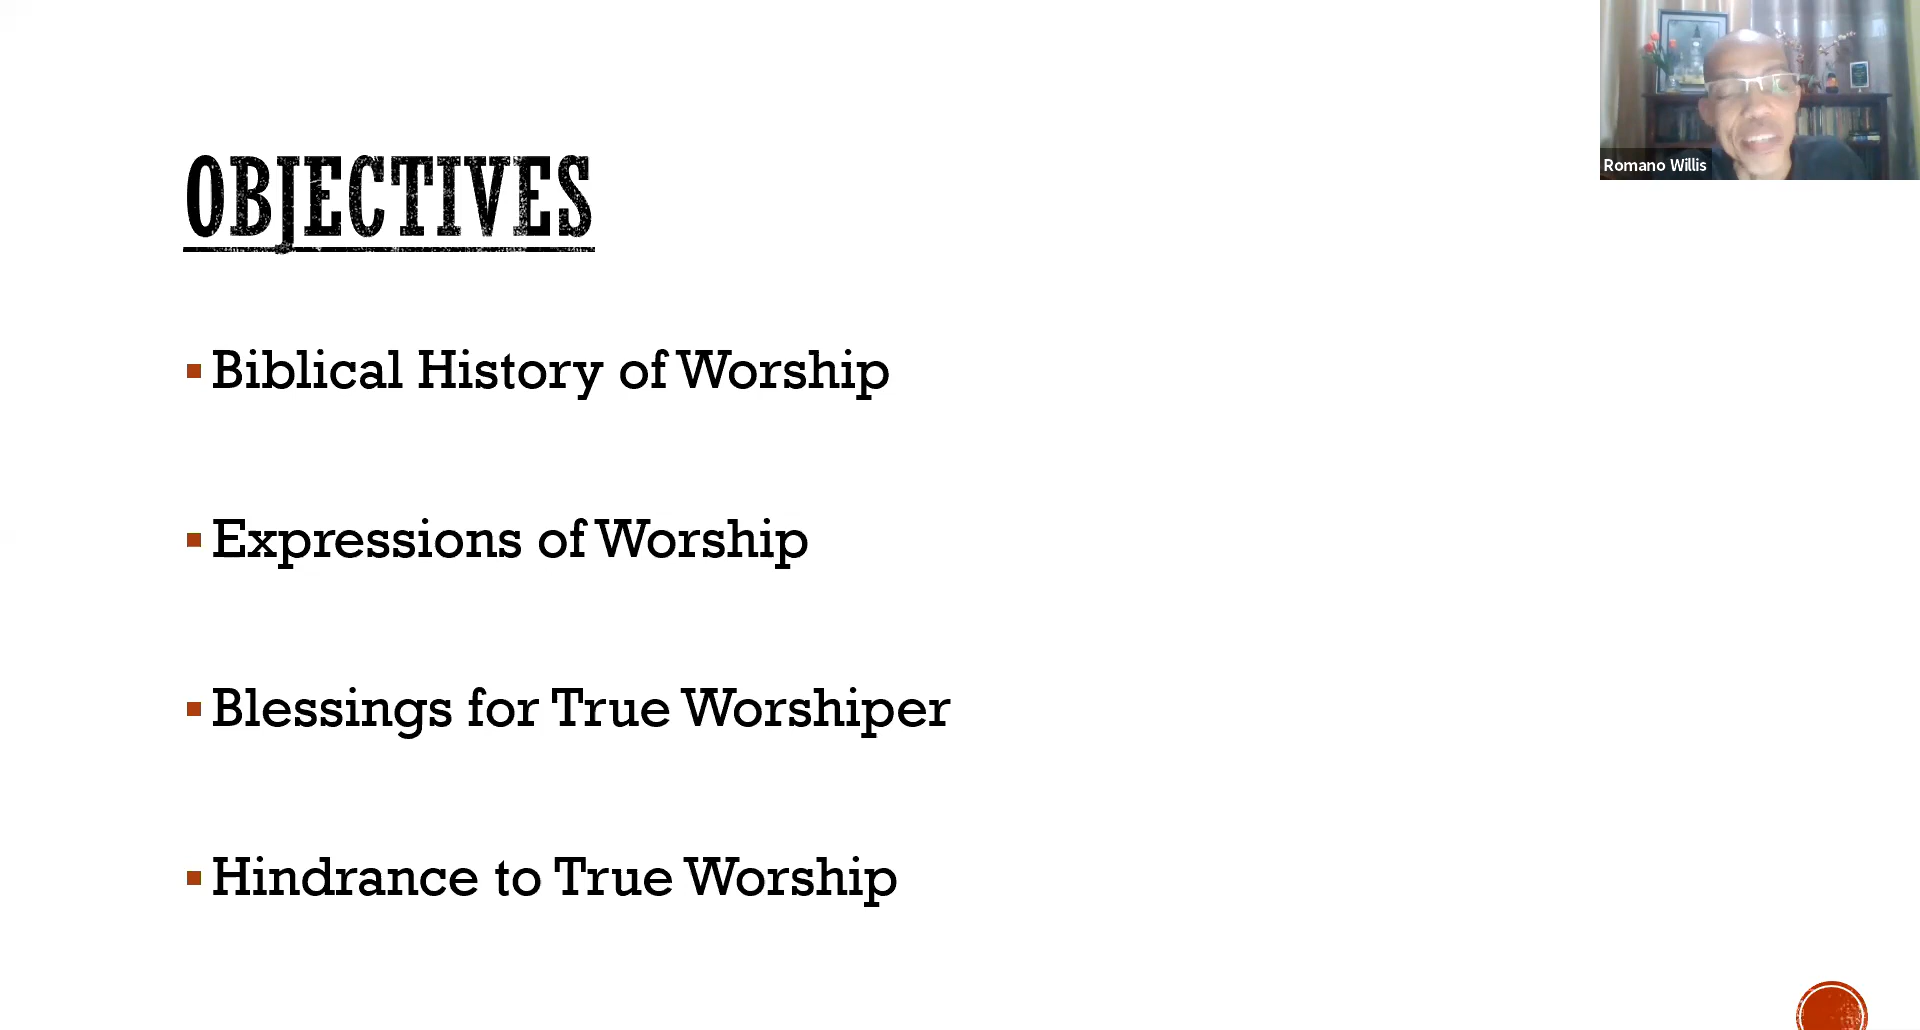 Romano Willis
OBJECTIVES
Biblical History of Worship
Expressions of Worship
Blessings for True Worshiper
Hindrance to True Worship